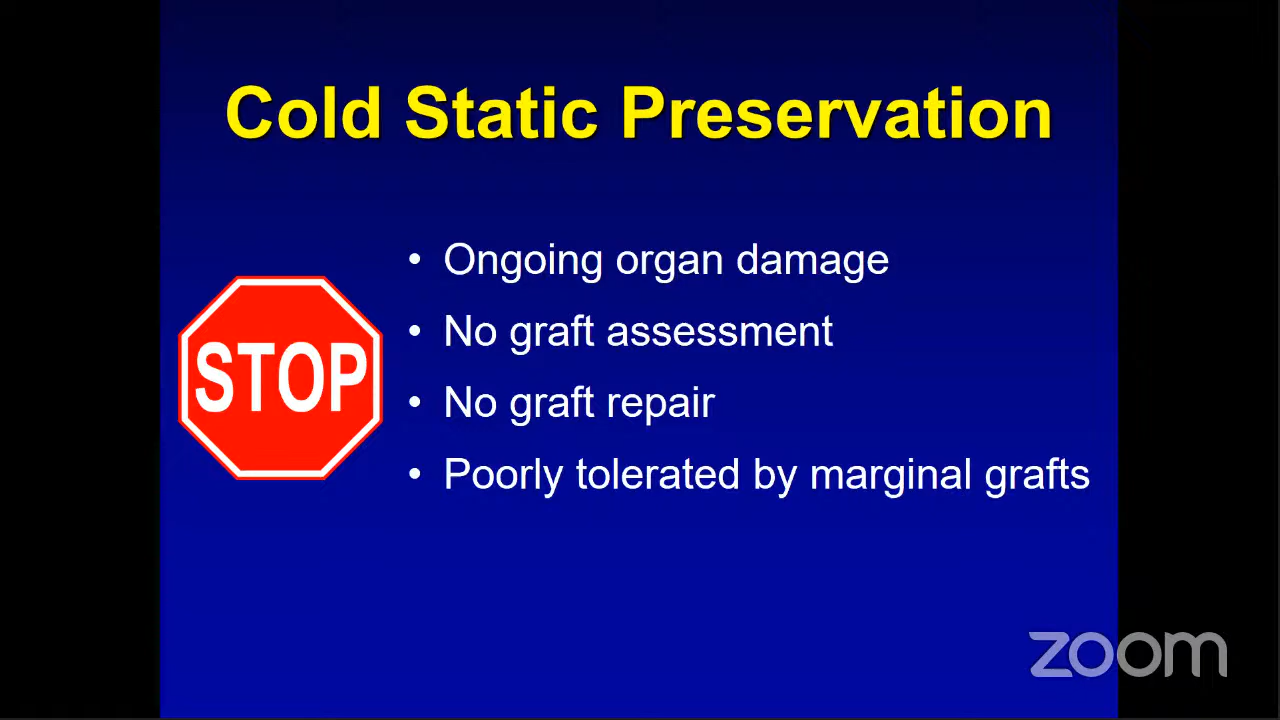 Cold Static Preservation
• Ongoing organ damage
• No graft assessment
STOP
• No graft repair
• Poorly tolerated by marginal grafts
zoom